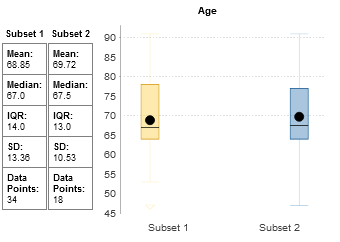 Age
Subset 1 Subset 2
Mean: Mean:
68.85 69.72
Median: Median:
67.0 67.5
IQR: IQR:
14.0 13.0
SD: SD:
13.36 10.53
Data Data
Points: Points:
34 18
90
85
80
75
70
65
60
55
50
45
Subset 1 Subset 2